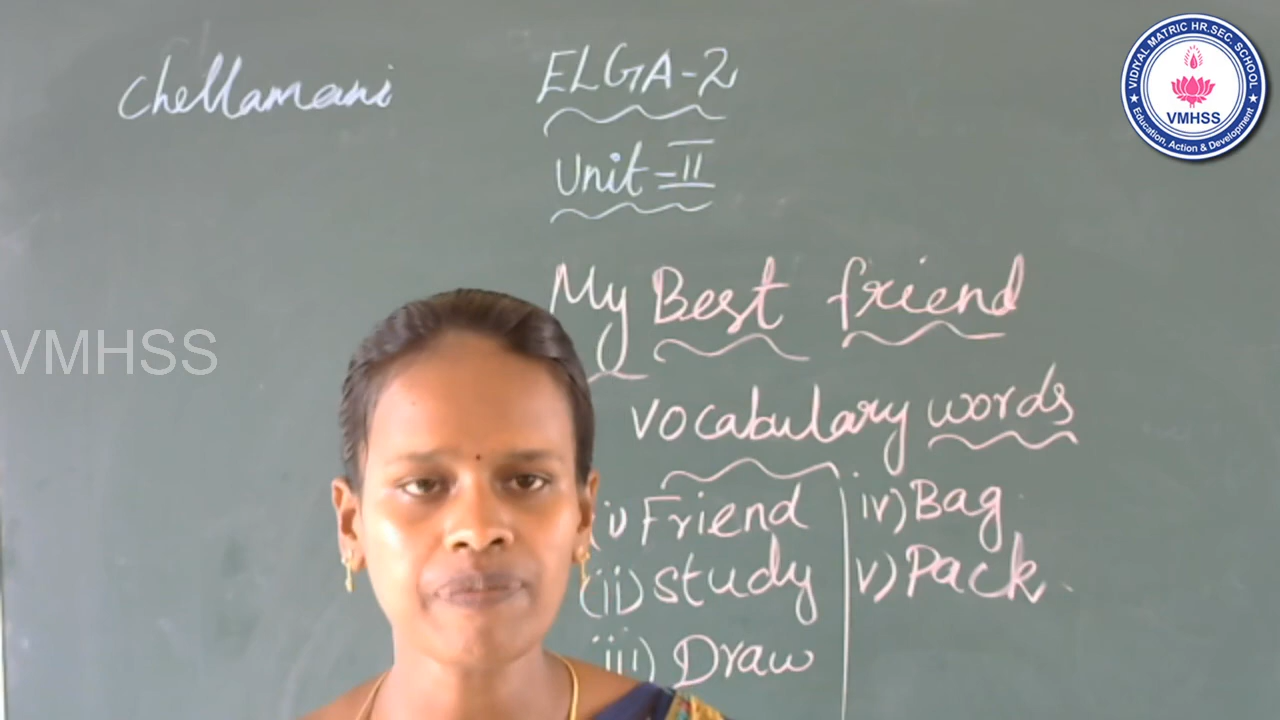 chellamani
ELGA-2
Unit-II
My Best friend
vocabulary words
(i) Friend
(ii) study
iii) Draw
iv) Bag
v) Pack
VMHSS
VIDIYAL MATRIC HR.SEC. SCHOOL
VMHSS
★ Education, Action & Development ★